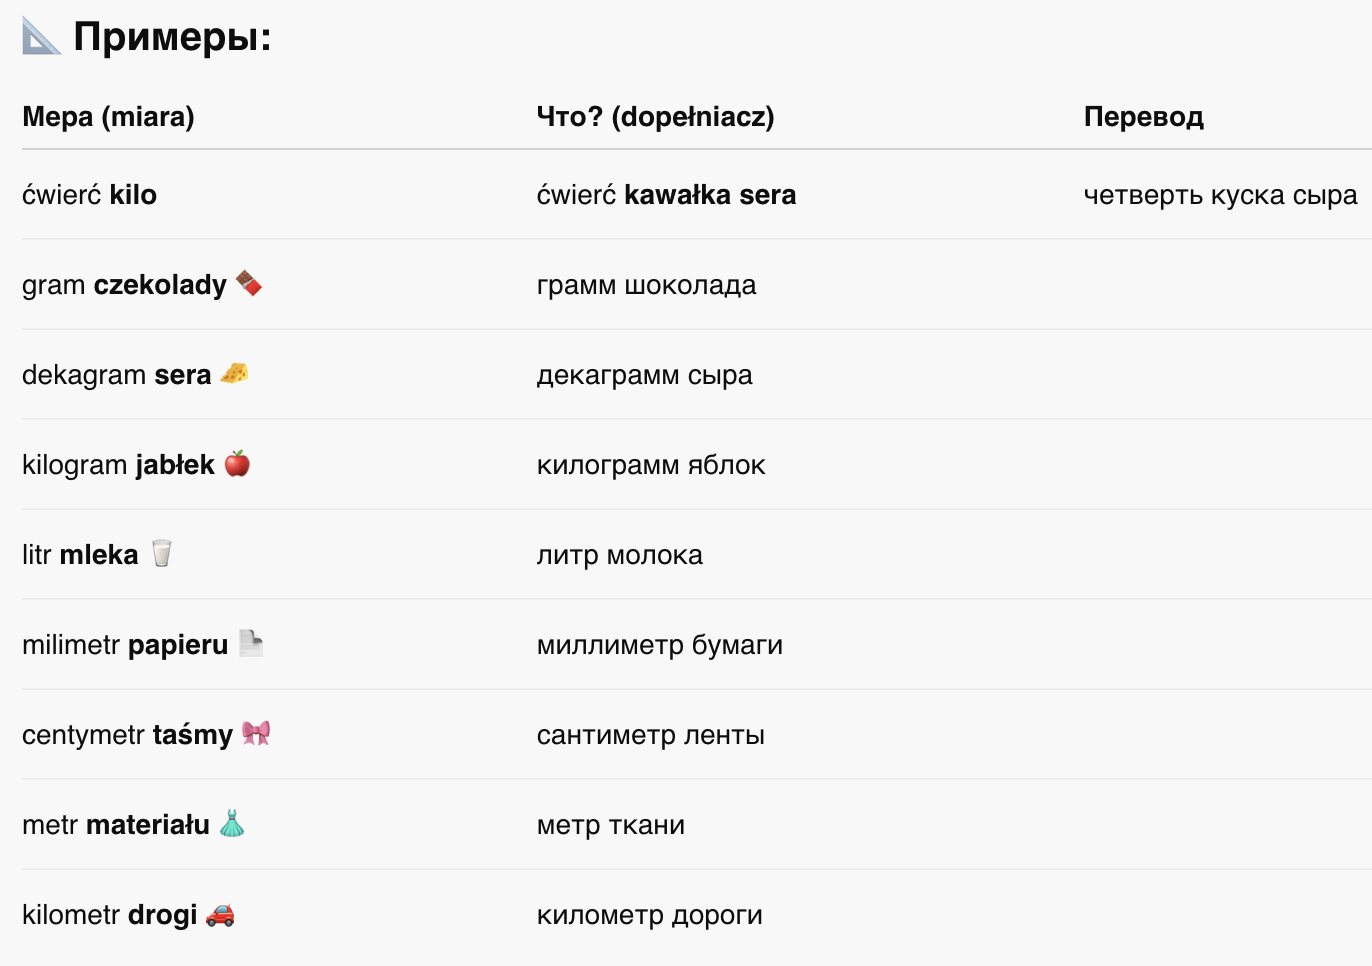 📐 Примеры:
Мера (miara) Что? (dopełniacz) Перевод
ćwierć kilo ćwierć kawałka sera четверть куска сыра
gram czekolady 🍫 грамм шоколада
dekagram sera 🧀 декаграмм сыра
kilogram jabłek 🍎 килограмм яблок
litr mleka 🥛 литр молока
milimetr papieru 📄 миллиметр бумаги
centymetr taśmy 🎀 сантиметр ленты
metr materiału 👗 метр ткани
kilometr drogi 🚗 километр дороги